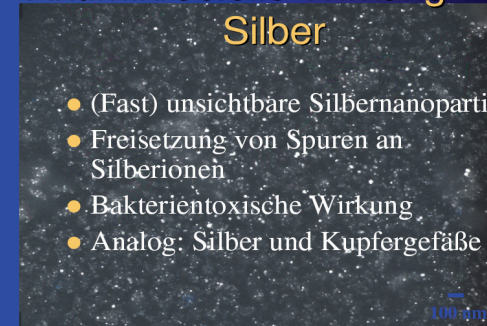 Silber
(Fast) unsichtbare Silbernanoparti
Freisetzung von Spuren an
Silberionen
Bakterientoxische Wirkung
Analog: Silber und Kupfergefäße
100 nm